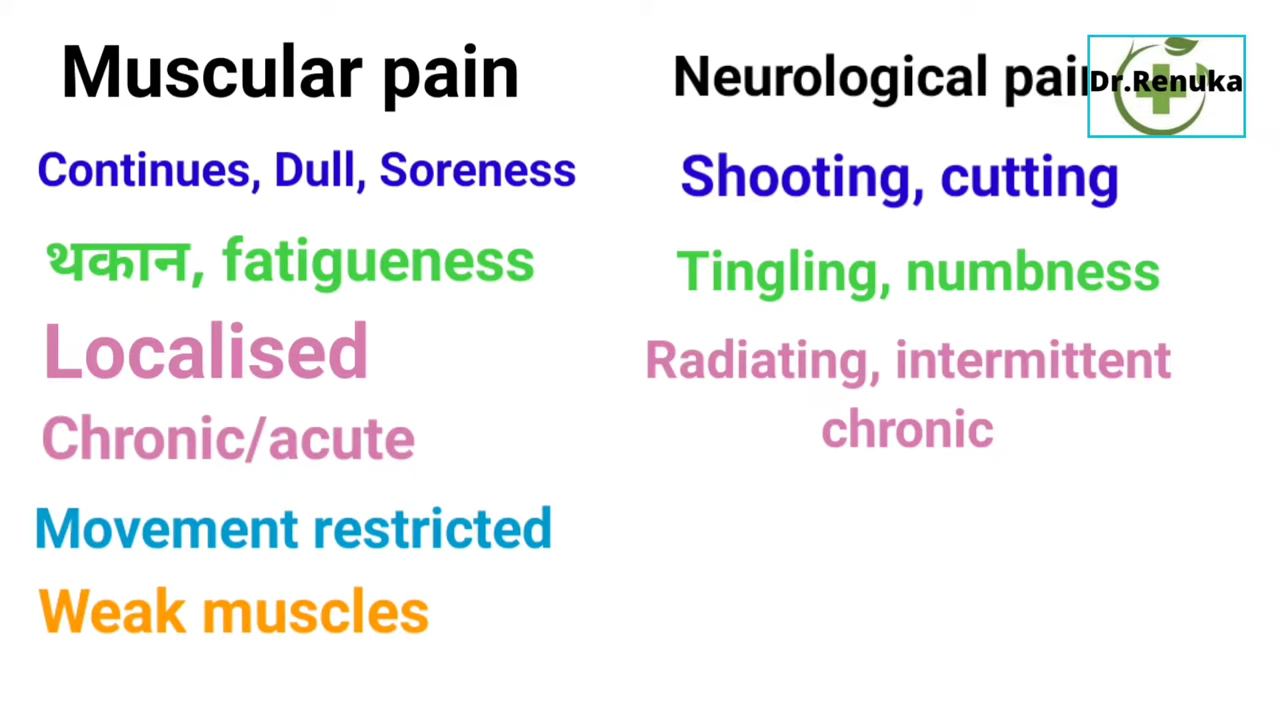 Muscular pain
Continues, Dull, Soreness
थकान, fatigueness
Localised
Chronic/acute
Movement restricted
Weak muscles
Neurological pain
Dr.Renuka
Shooting, cutting
Tingling, numbness
Radiating, intermittent
chronic